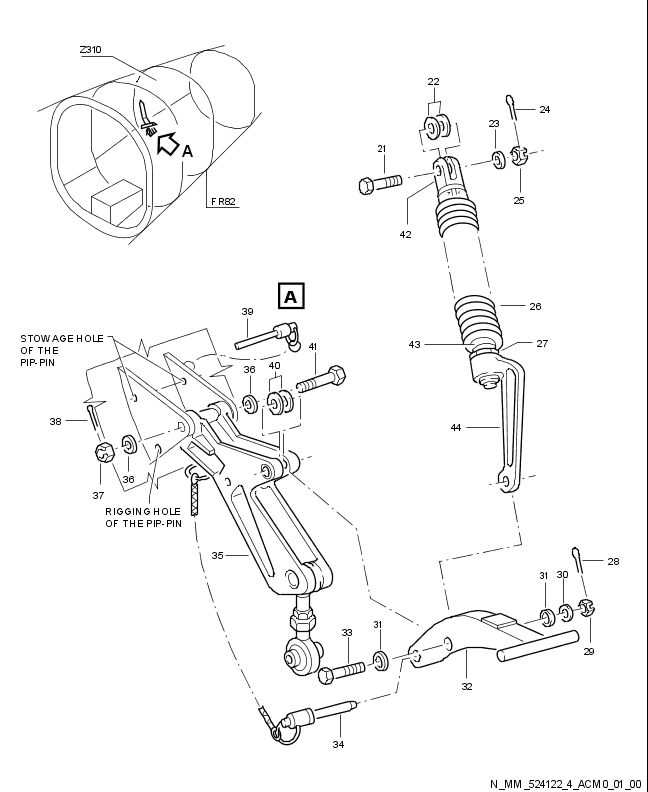 Z310
A
FR82
22
24
23
21
25
42
26
A
39
STOWAGE HOLE
OF THE
PIP-PIN
43
27
41
36
40
38
44
37
36
RIGGING HOLE
OF THE PIP-PIN
35
28
31
30
33
31
29
32
34
N_MM_524122_4_ACM0_01_00